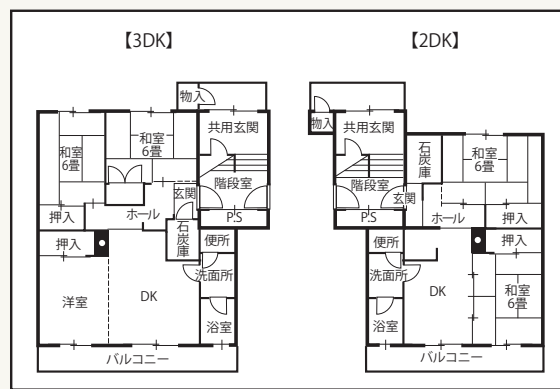 【3DK】
物入
共用玄関
和室
6畳
和室
6畳
階段室
玄関
押入
ホール
P.S
押入
石炭庫
便所
洗面所
洋室
DK
浴室
バルコニー
【2DK】
物入
共用玄関
石炭庫
和室
6畳
階段室
玄関
P.S
ホール
押入
便所
押入
洗面所
DK
和室
6畳
浴室
バルコニー